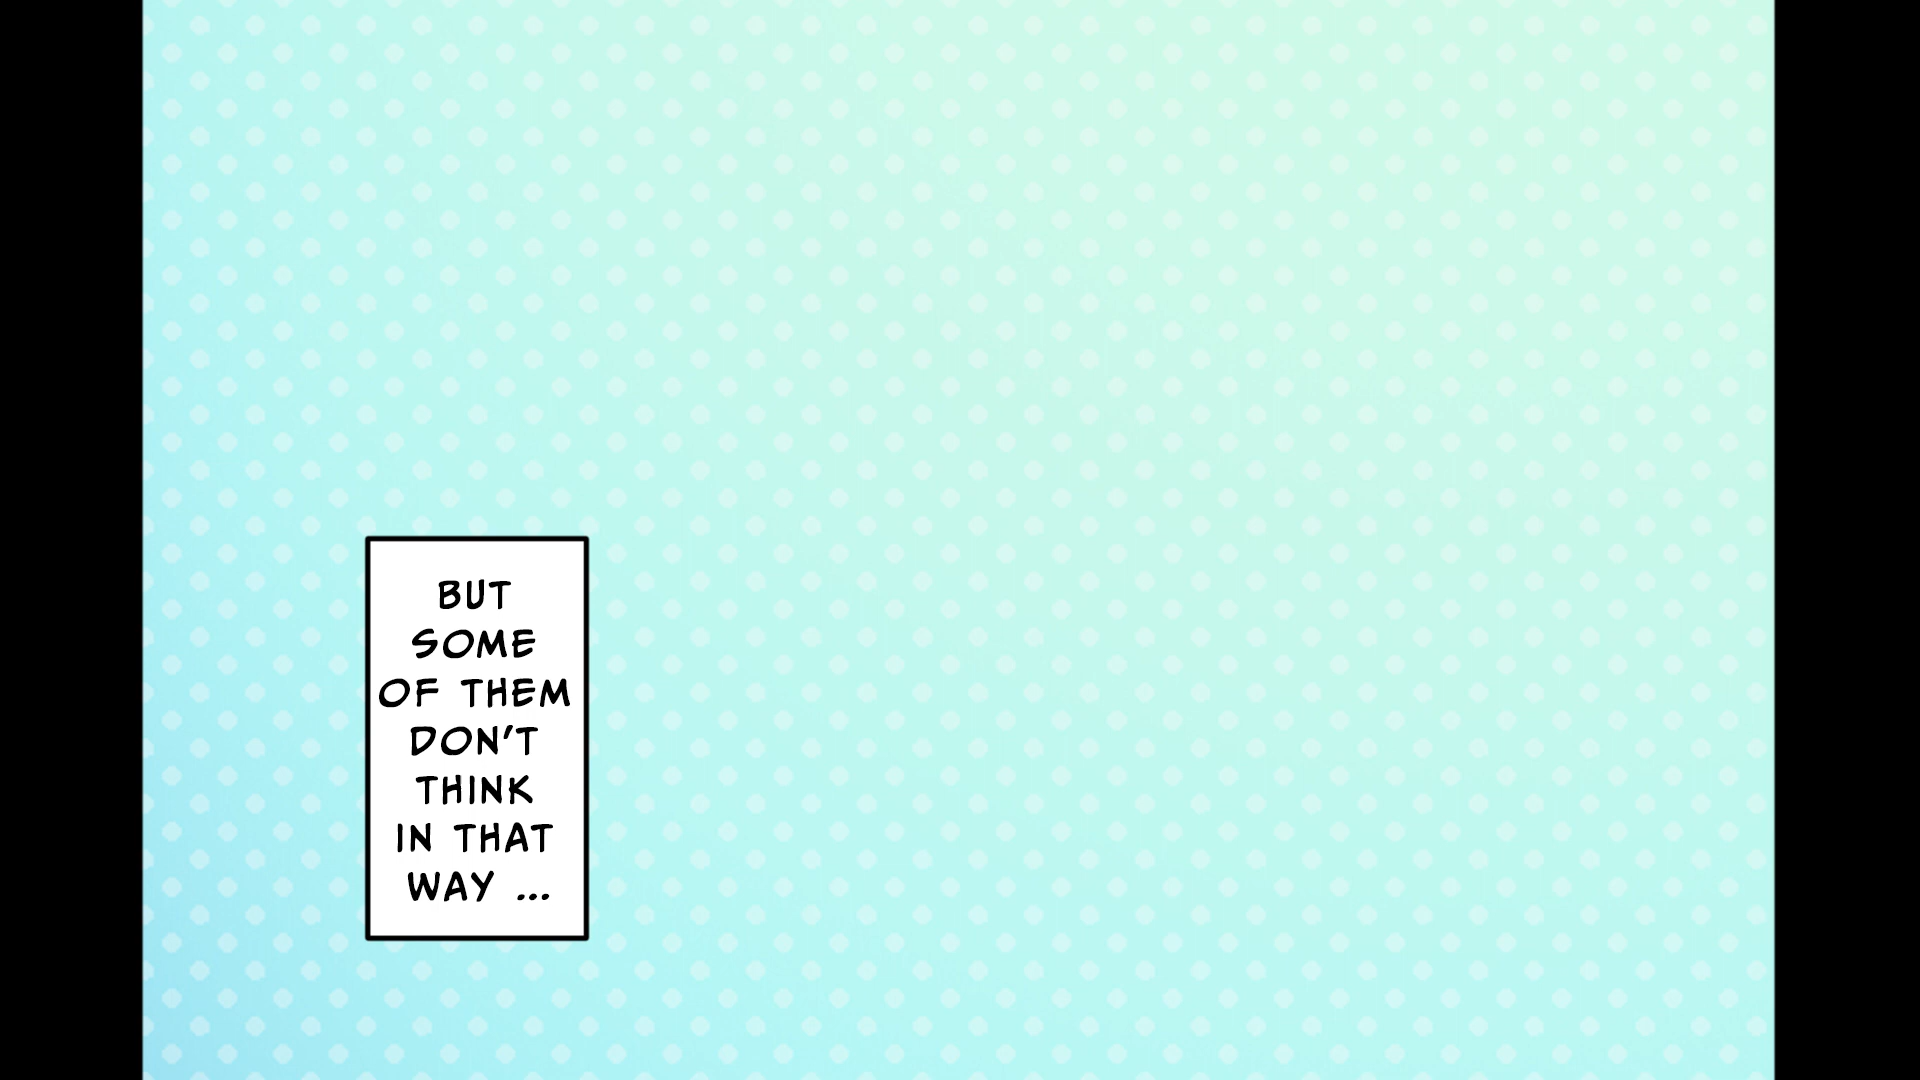 BUT
SOME
OF THEM
DON'T
THINK
IN THAT
WAY ...